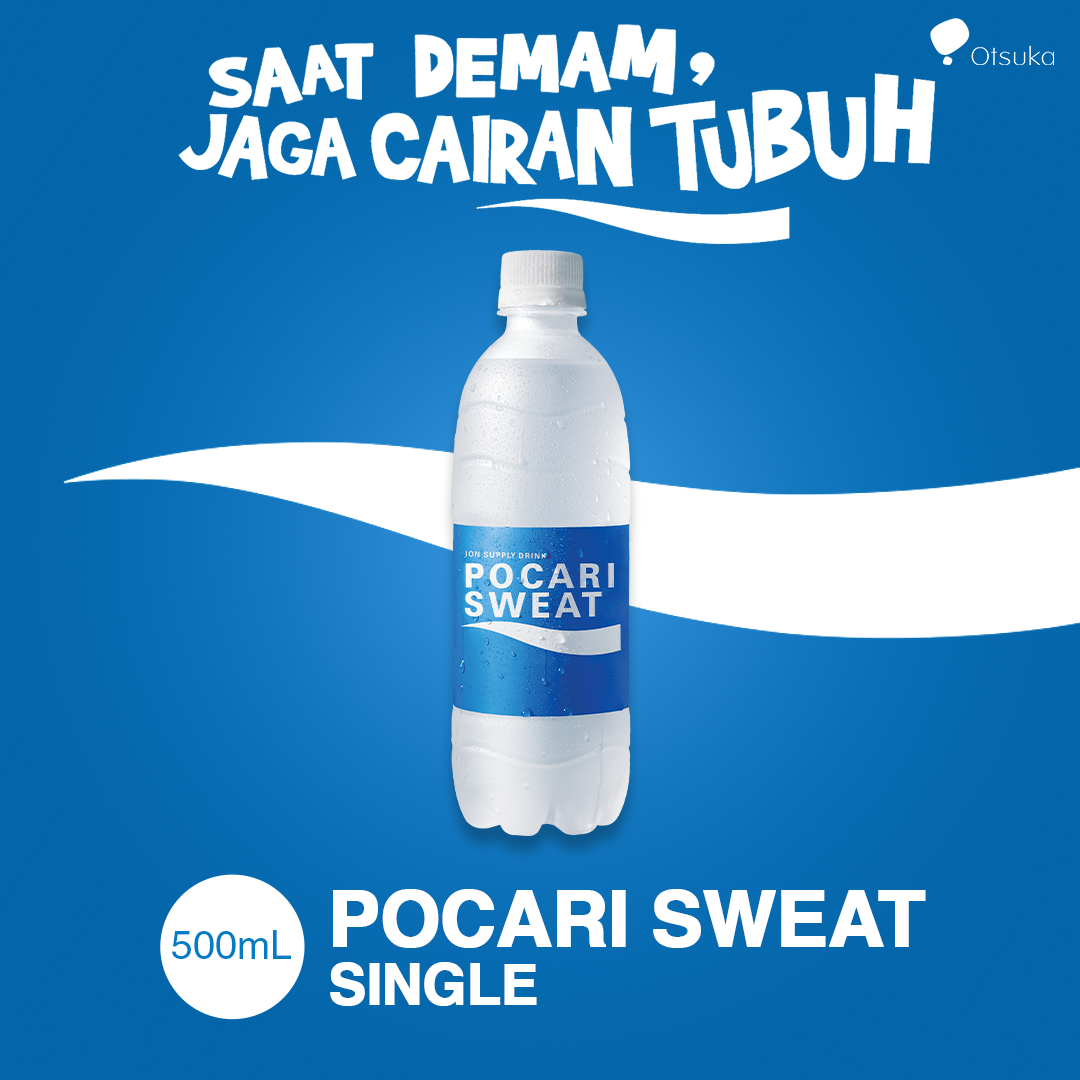 SAAT DEMAM,
JAGA CAIRAN TUBUH
Otsuka
ION SUPPLY DRINK
POCARI
SWEAT
500mL
POCARI SWEAT
SINGLE